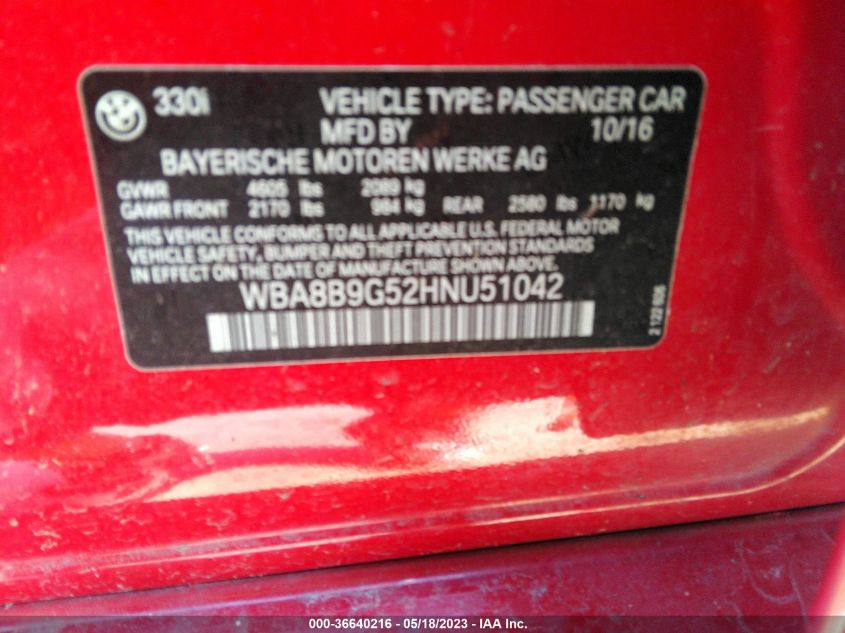 330i VEHICLE TYPE: PASSENGER CAR
MFD BY 10/16
BAYERISCHE MOTOREN WERKE AG
GVWR 4605 lbs 2089 kg
GAWR FRONT 2170 lbs 984 kg REAR 2580 lbs 1170 kg
THIS VEHICLE CONFORMS TO ALL APPLICABLE U.S. FEDERAL MOTOR
VEHICLE SAFETY, BUMPER AND THEFT PREVENTION STANDARDS
IN EFFECT ON THE DATE OF MANUFACTURE SHOWN ABOVE.
WBA8B9G52HNU51042
000-36640216 - 05/18/2023 - IAA Inc.